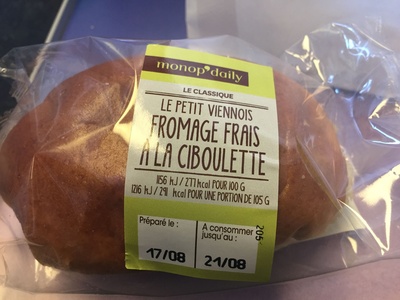 monop'daily
LE CLASSIQUE
LE PETIT VIENNOIS
FROMAGE FRAIS
À LA CIBOULETTE
1156 kJ / 277 kcal POUR 100 G
1216 kJ / 291 kcal POUR UNE PORTION DE 105 G
Préparé le :
17/08
A consommer
jusqu'au :
21/08
205